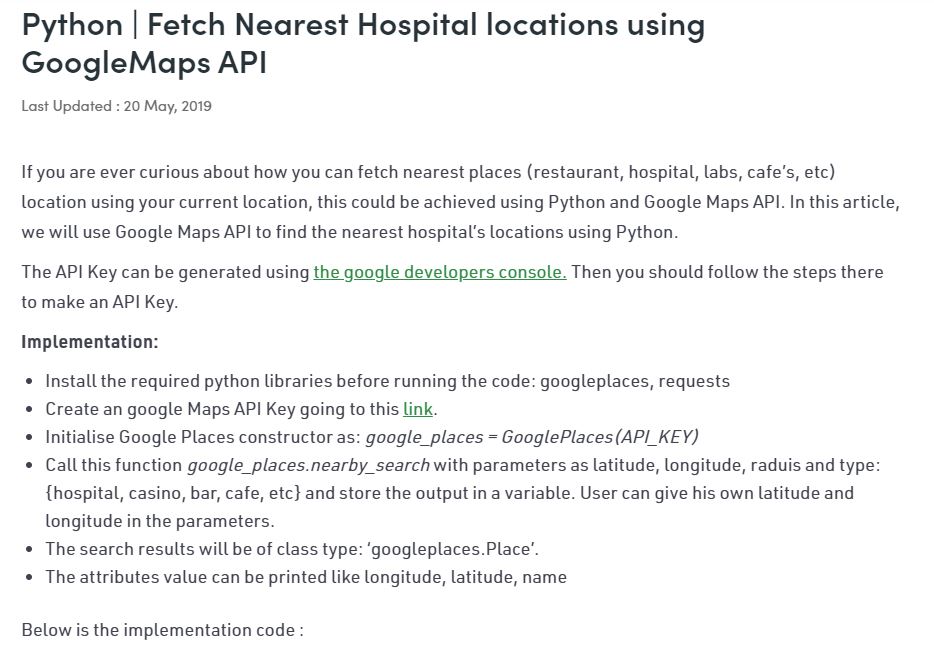 Python | Fetch Nearest Hospital locations using
GoogleMaps API
Last Updated : 20 May, 2019
If you are ever curious about how you can fetch nearest places (restaurant, hospital, labs, cafe’s, etc)
location using your current location, this could be achieved using Python and Google Maps API. In this article,
we will use Google Maps API to find the nearest hospital’s locations using Python.
The API Key can be generated using the google developers console. Then you should follow the steps there
to make an API Key.
Implementation:
• Install the required python libraries before running the code: googleplaces, requests
• Create an google Maps API Key going to this link.
• Initialise Google Places constructor as: google_places = GooglePlaces(API_KEY)
• Call this function google_places.nearby_search with parameters as latitude, longitude, raduis and type:
{hospital, casino, bar, cafe, etc} and store the output in a variable. User can give his own latitude and
longitude in the parameters.
• The search results will be of class type: ‘googleplaces.Place’.
• The attributes value can be printed like longitude, latitude, name
Below is the implementation code :